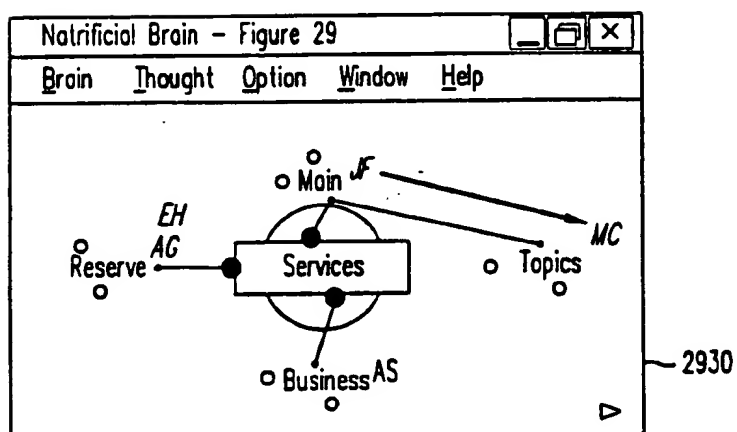 Natrificial Brain - Figure 29
Brain Thought Option Window Help
Main JF
EH
AG
MC
Reserve
Services
Topics
Business AS
2930